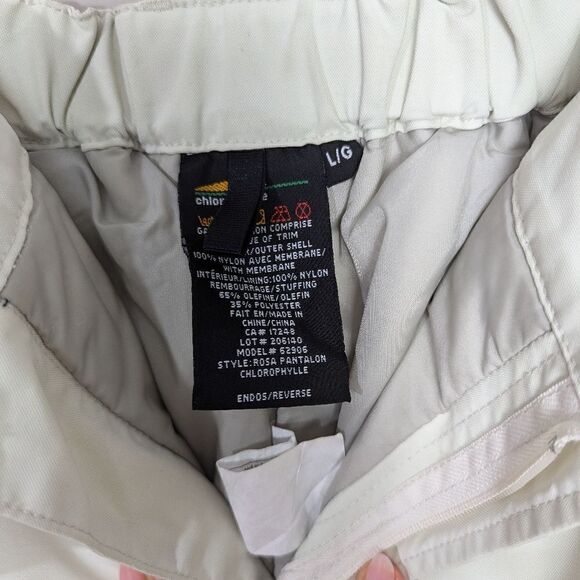 L/G
chlor
GA
ION COMPRISE
UE OF TRIM
R/OUTER SHELL
100% NYLON AVEC MEMBRANE/
WITH MEMBRANE
INTÉRIEUR/LINING:100% NYLON
REMBOURRAGE/STUFFING
65% OLEFINE/OLEFIN
35% POLYESTER
FAIT EN/MADE IN
CHINE/CHINA
CA# 17248
LOT# 206140
MODEL# 62906
STYLE: ROSA PANTALON
CHLOROPHYLLE
ENDOS/REVERSE